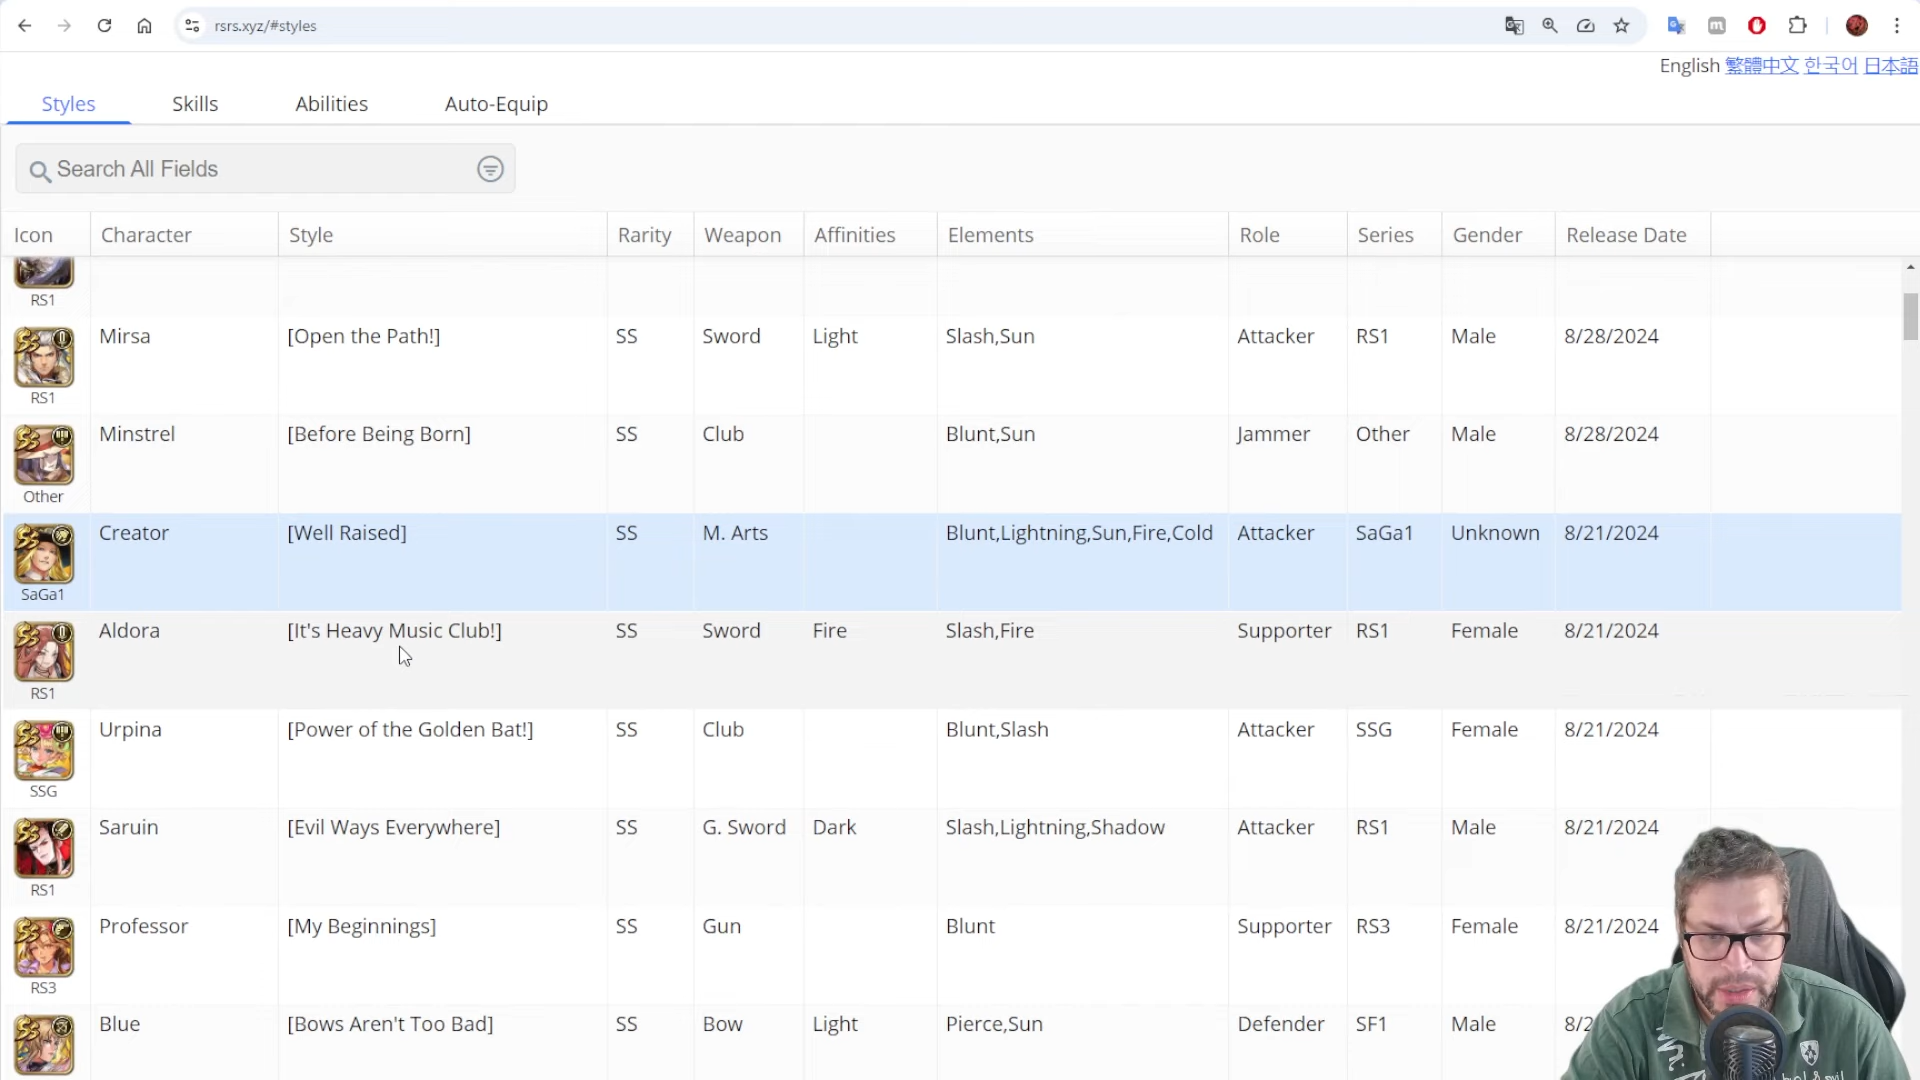 rsrs.xyz/#styles
English 繁體中文 한국어 日本語
Styles Skills Abilities Auto-Equip
Search All Fields
Icon Character Style Rarity Weapon Affinities Elements Role Series Gender Release Date
RS1
Mirsa [Open the Path!] SS Sword Light Slash,Sun Attacker RS1 Male 8/28/2024
RS1
Minstrel [Before Being Born] SS Club Blunt,Sun Jammer Other Male 8/28/2024
Other
Creator [Well Raised] SS M. Arts Blunt,Lightning,Sun,Fire,Cold Attacker SaGa1 Unknown 8/21/2024
SaGa1
Aldora [It's Heavy Music Club!] SS Sword Fire Slash,Fire Supporter RS1 Female 8/21/2024
RS1
Urpina [Power of the Golden Bat!] SS Club Blunt,Slash Attacker SSG Female 8/21/2024
SSG
Saruin [Evil Ways Everywhere] SS G. Sword Dark Slash,Lightning,Shadow Attacker RS1 Male 8/21/2024
RS1
Professor [My Beginnings] SS Gun Blunt Supporter RS3 Female 8/21/2024
RS3
Blue [Bows Aren't Too Bad] SS Bow Light Pierce,Sun Defender SF1 Male